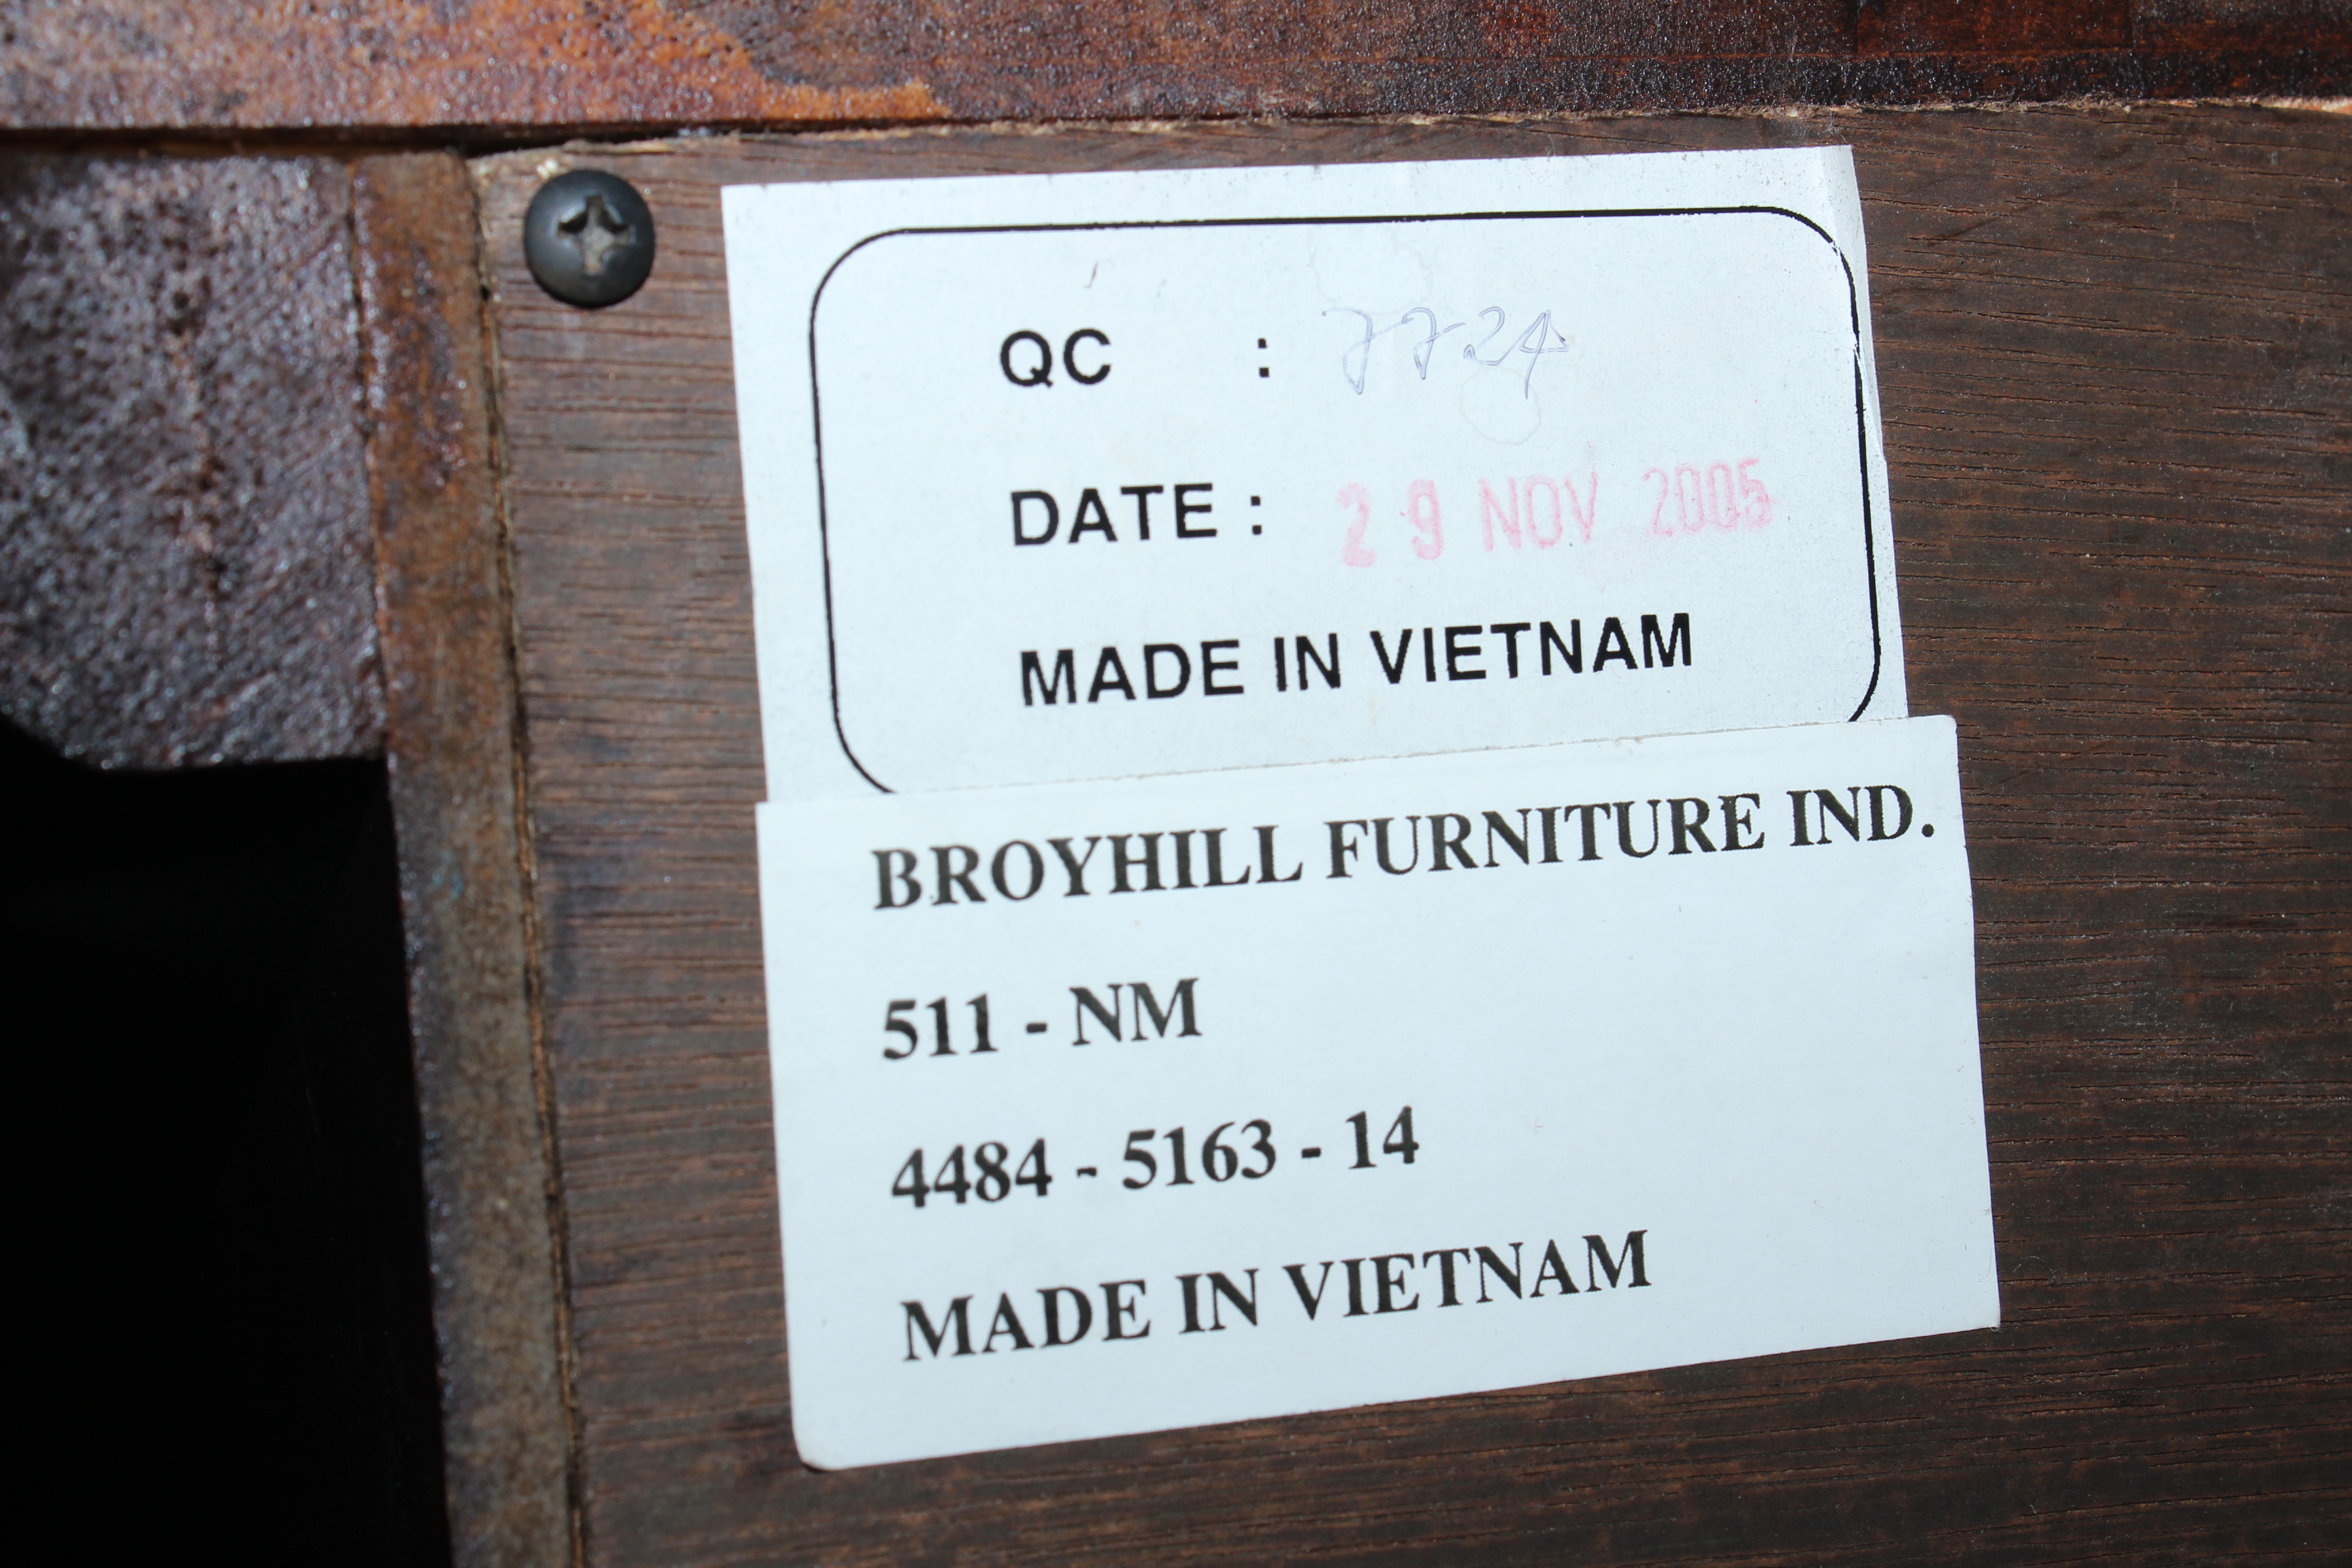 QC : 7724
DATE : 29 NOV 2005
MADE IN VIETNAM
BROYHILL FURNITURE IND.
511 - NM
4484 - 5163 - 14
MADE IN VIETNAM